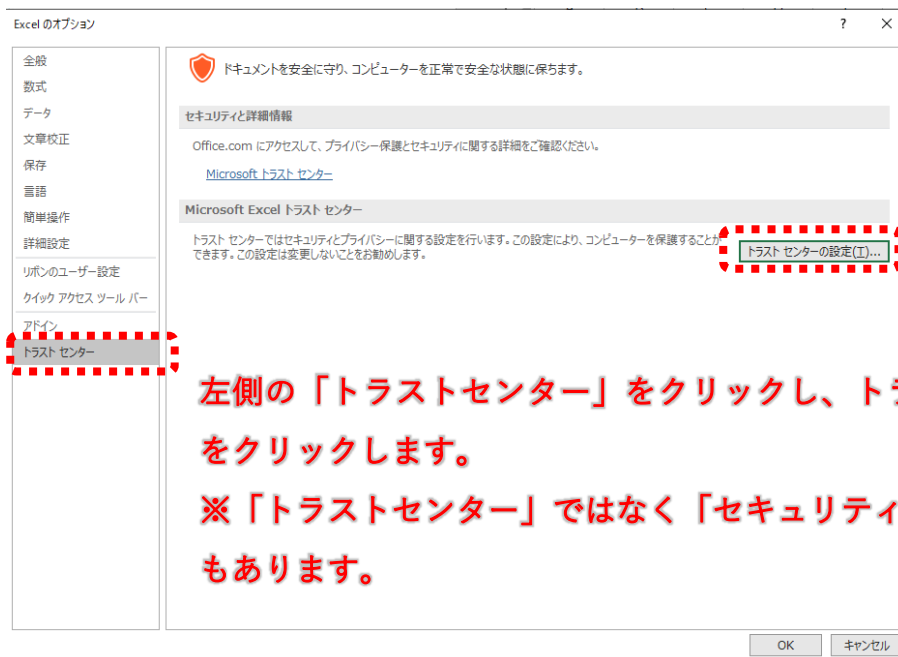 Excel のオプション
? ×
全般
数式
データ
文章校正
保存
言語
簡単操作
詳細設定
リボンのユーザー設定
クイック アクセス ツール バー
アドイン
トラスト センター
ドキュメントを安全に守り、コンピューターを正常で安全な状態に保ちます。
セキュリティと詳細情報
Office.com にアクセスして、プライバシー保護とセキュリティに関する詳細をご確認ください。
Microsoft トラスト センター
Microsoft Excel トラスト センター
トラスト センターではセキュリティとプライバシーに関する設定を行います。この設定により、コンピューターを保護することが
できます。この設定は変更しないことをお勧めします。
トラスト センターの設定(T)...
左側の「トラストセンター」をクリックし、トラ
をクリックします。
※「トラストセンター」ではなく「セキュリティ
もあります。
OK
キャンセル